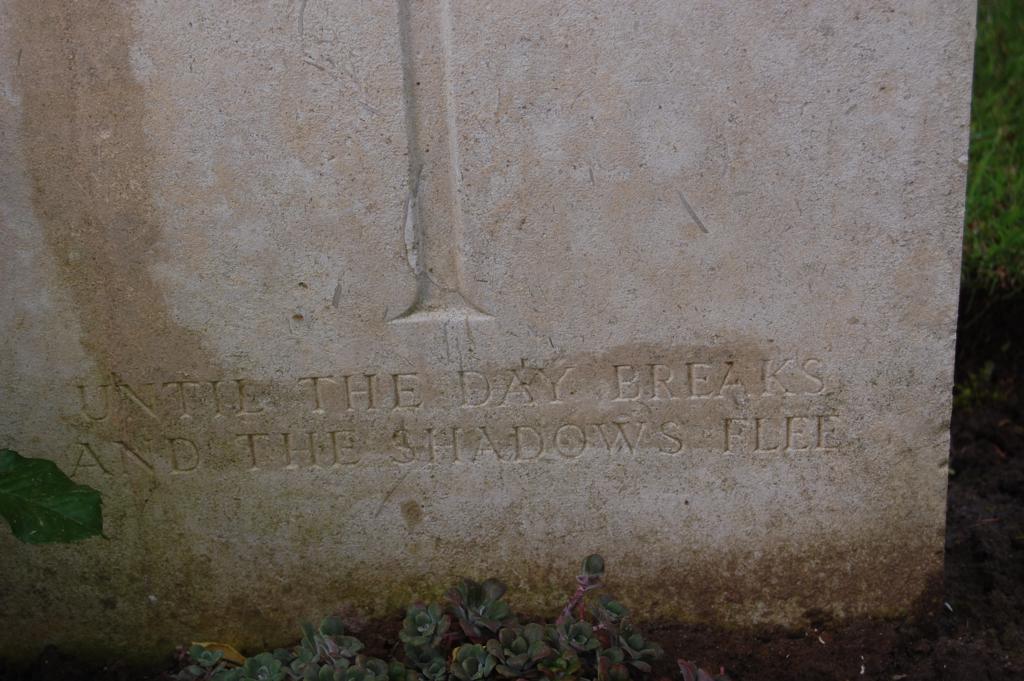 UNTIL THE DAY BREAKS
AND THE SHADOWS FLEE